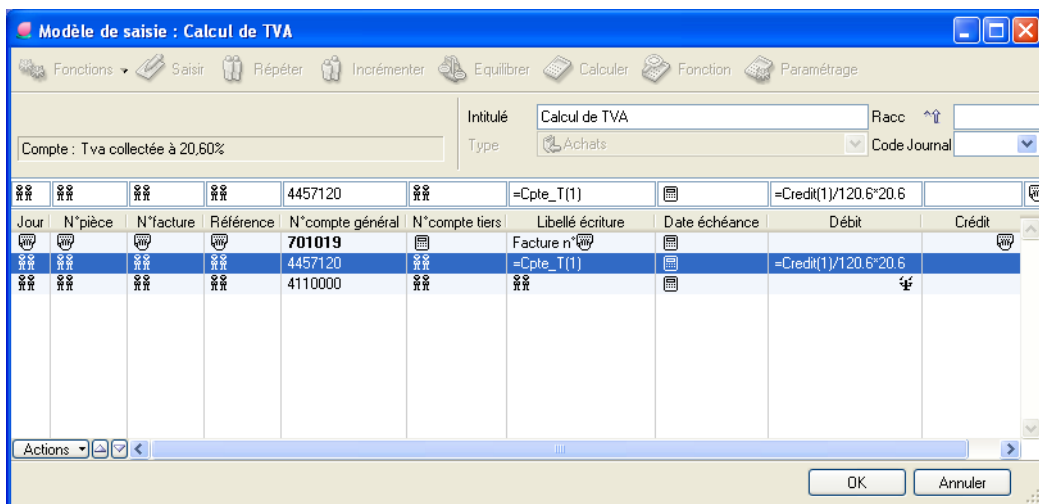 Modèle de saisie : Calcul de TVA
Fonctions Saisir Répéter Incrémenter Equilibrer Calculer Fonction Paramétrage
Intitulé Calcul de TVA Racc
Compte : Tva collectée à 20,60% Type Achats Code Journal
4457120 =Cpte_T(1) =Credit(1)/120.6*20.6
Jour N°pièce N°facture Référence N°compte général N°compte tiers Libellé écriture Date échéance Débit Crédit
701019 Facture n°
4457120 =Cpte_T(1) =Credit(1)/120.6*20.6
4110000
Actions
OK Annuler